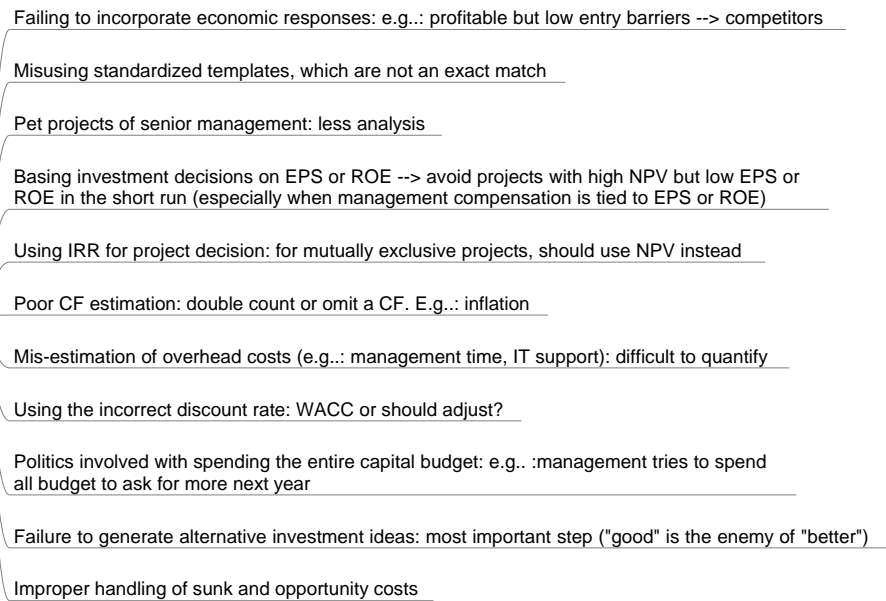 Failing to incorporate economic responses: e.g..: profitable but low entry barriers --> competitors
Misusing standardized templates, which are not an exact match
Pet projects of senior management: less analysis
Basing investment decisions on EPS or ROE --> avoid projects with high NPV but low EPS or
ROE in the short run (especially when management compensation is tied to EPS or ROE)
Using IRR for project decision: for mutually exclusive projects, should use NPV instead
Poor CF estimation: double count or omit a CF. E.g..: inflation
Mis-estimation of overhead costs (e.g..: management time, IT support): difficult to quantify
Using the incorrect discount rate: WACC or should adjust?
Politics involved with spending the entire capital budget: e.g.. :management tries to spend
all budget to ask for more next year
Failure to generate alternative investment ideas: most important step ("good" is the enemy of "better")
Improper handling of sunk and opportunity costs